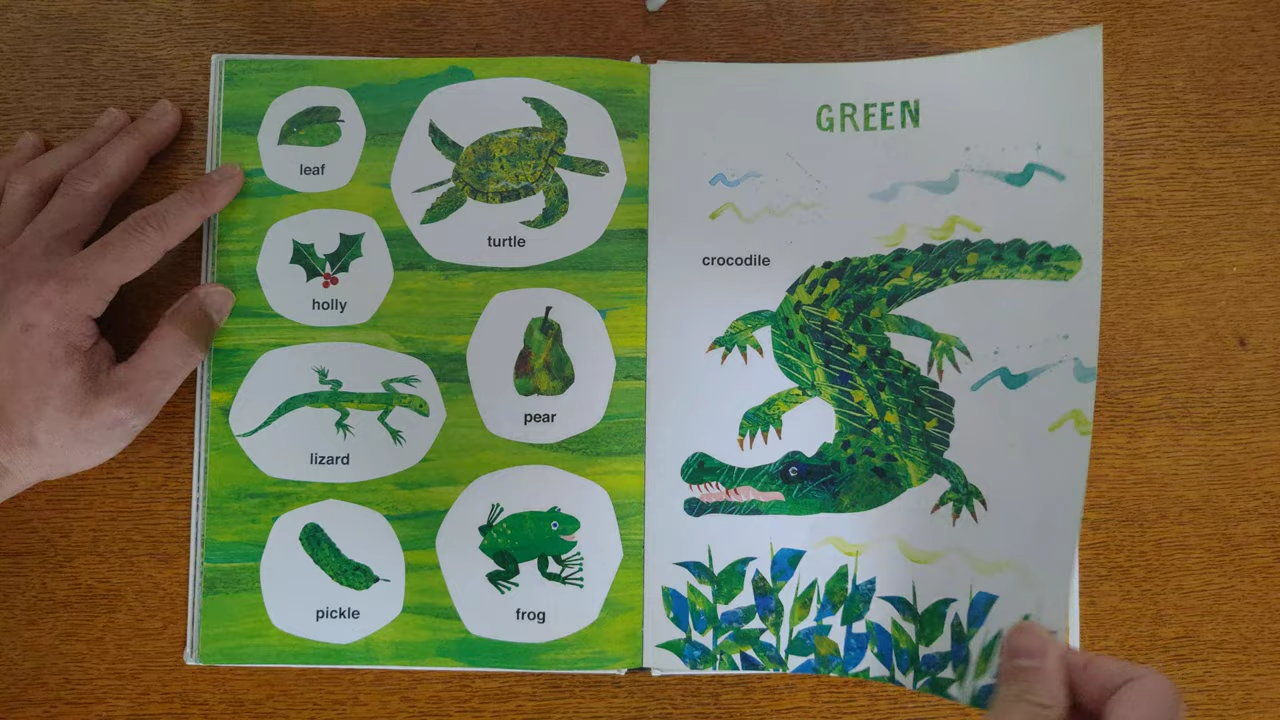 leaf
turtle
holly
pear
lizard
pickle
frog
GREEN
crocodile